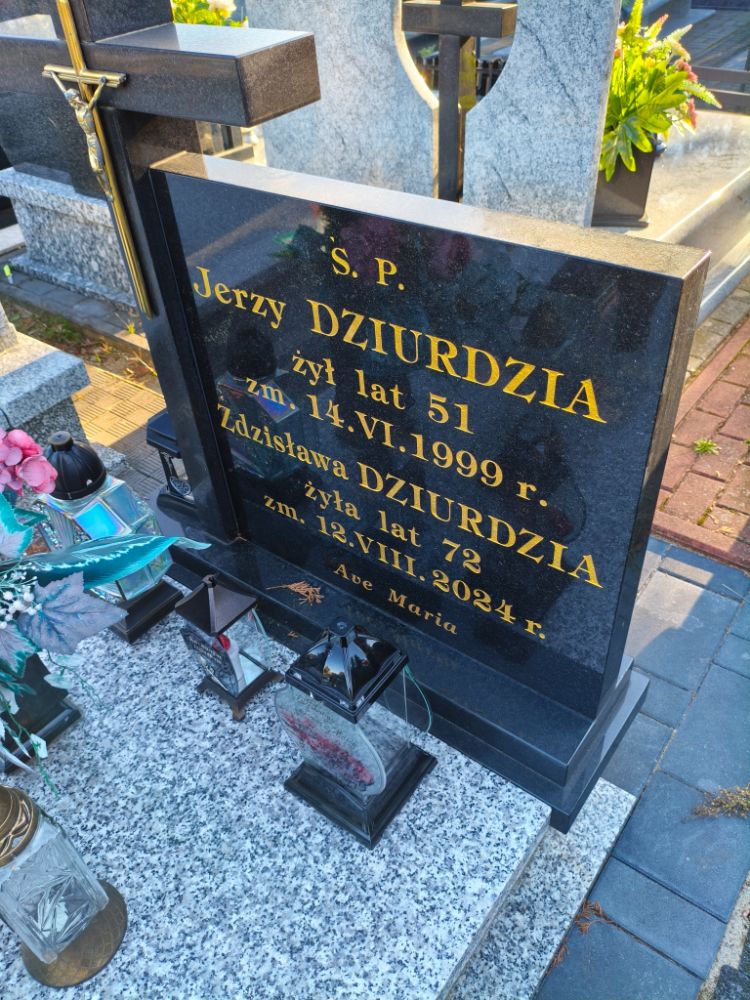 Ś. P.
Jerzy DZIURDZIA
żył lat 51
zm. 14.VI.1999 r.
Zdzisława DZIURDZIA
żyła lat 72
zm. 12.VIII.2024 r.
Ave Maria